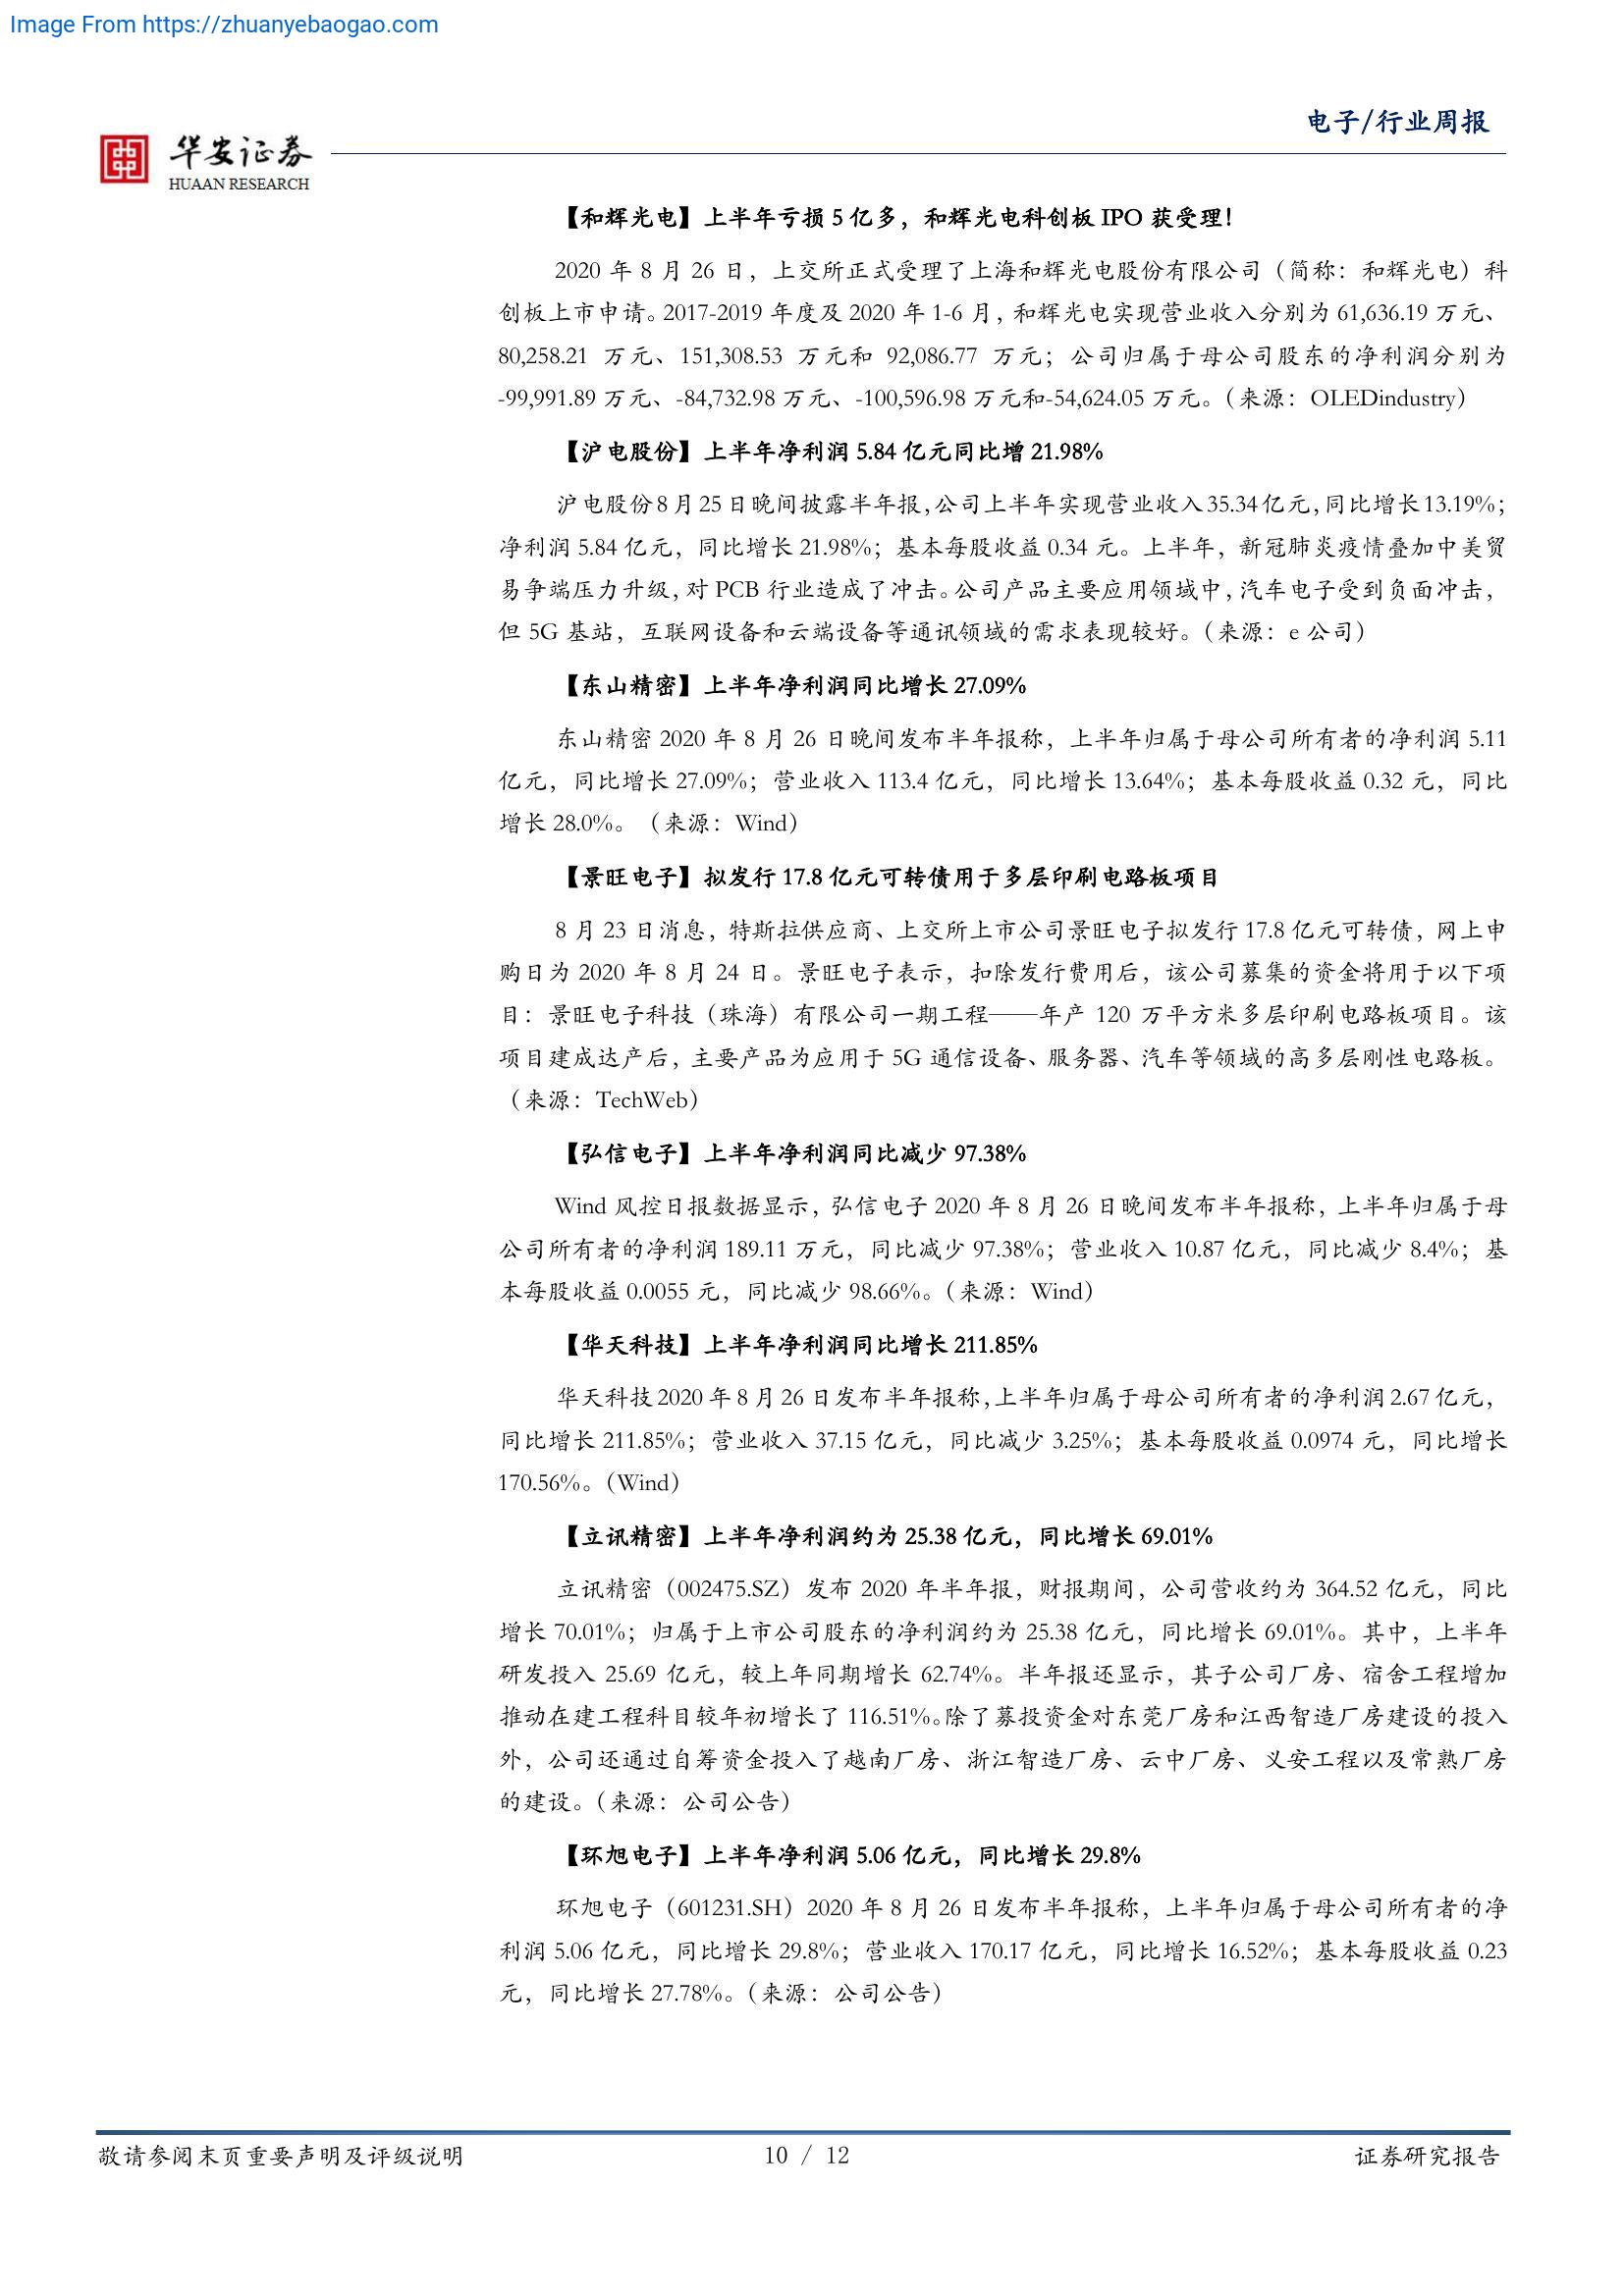 Image From https://zhuanyebaogao.com
电子/行业周报
华安证券
HUAAN RESEARCH
【和辉光电】上半年亏损 5 亿多，和辉光电科创板 IPO 获受理！
2020 年 8 月 26 日，上交所正式受理了上海和辉光电股份有限公司（简称：和辉光电）科
创板上市申请。2017-2019 年度及 2020 年 1-6 月，和辉光电实现营业收入分别为 61,636.19 万元、
80,258.21 万元、151,308.53 万元和 92,086.77 万元；公司归属于母公司股东的净利润分别为
-99,991.89 万元、-84,732.98 万元、-100,596.98 万元和-54,624.05 万元。（来源：OLEDindustry）
【沪电股份】上半年净利润 5.84 亿元同比增 21.98%
沪电股份 8 月 25 日晚间披露半年报，公司上半年实现营业收入 35.34 亿元，同比增长 13.19%；
净利润 5.84 亿元，同比增长 21.98%；基本每股收益 0.34 元。上半年，新冠肺炎疫情叠加中美贸
易争端压力升级，对 PCB 行业造成了冲击。公司产品主要应用领域中，汽车电子受到负面冲击，
但 5G 基站，互联网设备和云端设备等通讯领域的需求表现较好。（来源：e 公司）
【东山精密】上半年净利润同比增长 27.09%
东山精密 2020 年 8 月 26 日晚间发布半年报称，上半年归属于母公司所有者的净利润 5.11
亿元，同比增长 27.09%；营业收入 113.4 亿元，同比增长 13.64%；基本每股收益 0.32 元，同比
增长 28.0%。（来源：Wind）
【景旺电子】拟发行 17.8 亿元可转债用于多层印刷电路板项目
8 月 23 日消息，特斯拉供应商、上交所上市公司景旺电子拟发行 17.8 亿元可转债，网上申
购日为 2020 年 8 月 24 日。景旺电子表示，扣除发行费用后，该公司募集的资金将用于以下项
目：景旺电子科技（珠海）有限公司一期工程——年产 120 万平方米多层印刷电路板项目。该
项目建成达产后，主要产品为应用于 5G 通信设备、服务器、汽车等领域的高多层刚性电路板。
（来源：TechWeb）
【弘信电子】上半年净利润同比减少 97.38%
Wind 风控日报数据显示，弘信电子 2020 年 8 月 26 日晚间发布半年报称，上半年归属于母
公司所有者的净利润 189.11 万元，同比减少 97.38%；营业收入 10.87 亿元，同比减少 8.4%；基
本每股收益 0.0055 元，同比减少 98.66%。（来源：Wind）
【华天科技】上半年净利润同比增长 211.85%
华天科技 2020 年 8 月 26 日发布半年报称，上半年归属于母公司所有者的净利润 2.67 亿元，
同比增长 211.85%；营业收入 37.15 亿元，同比减少 3.25%；基本每股收益 0.0974 元，同比增长
170.56%。（Wind）
【立讯精密】上半年净利润约为 25.38 亿元，同比增长 69.01%
立讯精密（002475.SZ）发布 2020 年半年报，财报期间，公司营收约为 364.52 亿元，同比
增长 70.01%；归属于上市公司股东的净利润约为 25.38 亿元，同比增长 69.01%。其中，上半年
研发投入 25.69 亿元，较上年同期增长 62.74%。半年报还显示，其子公司厂房、宿舍工程增加
推动在建工程科目较年初增长了 116.51%。除了募投资金对东莞厂房和江西智造厂房建设的投入
外，公司还通过自筹资金投入了越南厂房、浙江智造厂房、云中厂房、义安工程以及常熟厂房
的建设。（来源：公司公告）
【环旭电子】上半年净利润 5.06 亿元，同比增长 29.8%
环旭电子（601231.SH）2020 年 8 月 26 日发布半年报称，上半年归属于母公司所有者的净
利润 5.06 亿元，同比增长 29.8%；营业收入 170.17 亿元，同比增长 16.52%；基本每股收益 0.23
元，同比增长 27.78%。（来源：公司公告）
敬请参阅末页重要声明及评级说明
10 / 12
证券研究报告